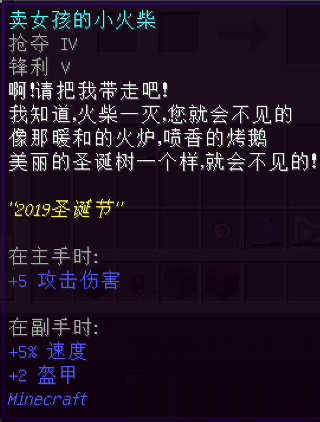 卖女孩的小火柴
抢夺 IV
锋利 V
啊!请把我带走吧!
我知道,火柴一灭,您就会不见的
像那暖和的火炉,喷香的烤鹅
美丽的圣诞树一个样,就会不见的!
"2019圣诞节"
在主手时:
+5 攻击伤害
在副手时:
+5% 速度
+2 盔甲
Minecraft